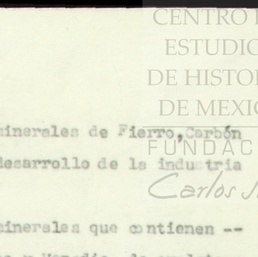 CENTRO
ESTUDIO
DE HISTOR
DE MEXIC
FUNDAC
Carlos
minerales de Fierro, Carbón
desarrollo de la industria
minerales que contienen --